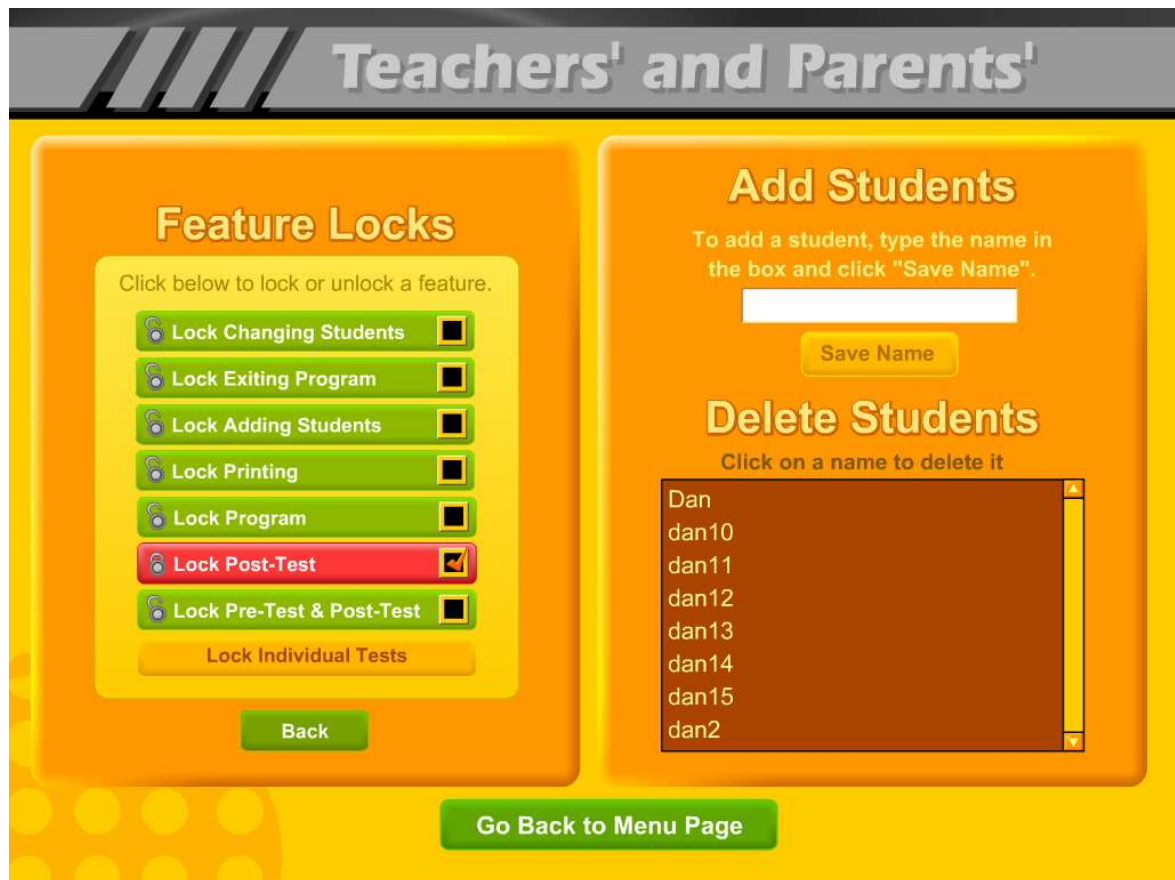 Teachers' and Parents'
Feature Locks
Click below to lock or unlock a feature.
Lock Changing Students
Lock Exiting Program
Lock Adding Students
Lock Printing
Lock Program
Lock Post-Test
Lock Pre-Test & Post-Test
Lock Individual Tests
Back
Add Students
To add a student, type the name in
the box and click "Save Name".
Save Name
Delete Students
Click on a name to delete it
Dan
dan10
dan11
dan12
dan13
dan14
dan15
dan2
Go Back to Menu Page